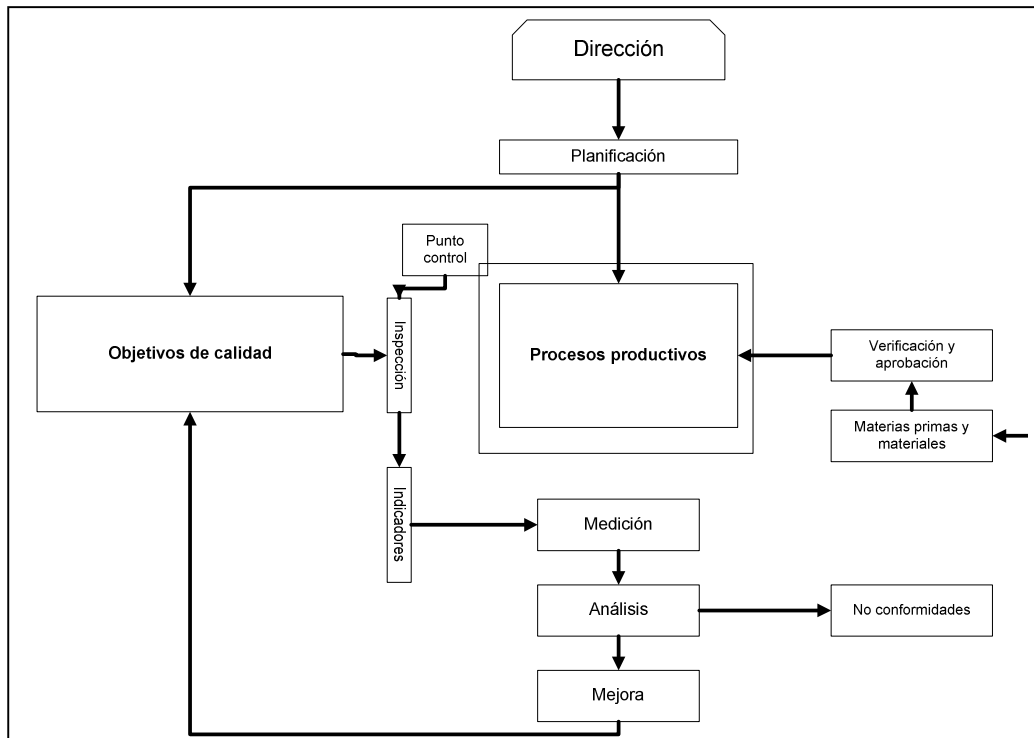 Dirección
Planificación
Punto
control
Objetivos de calidad
Inspección
Procesos productivos
Verificación y
aprobación
Materias primas y
materiales
Indicadores
Medición
Análisis
No conformidades
Mejora